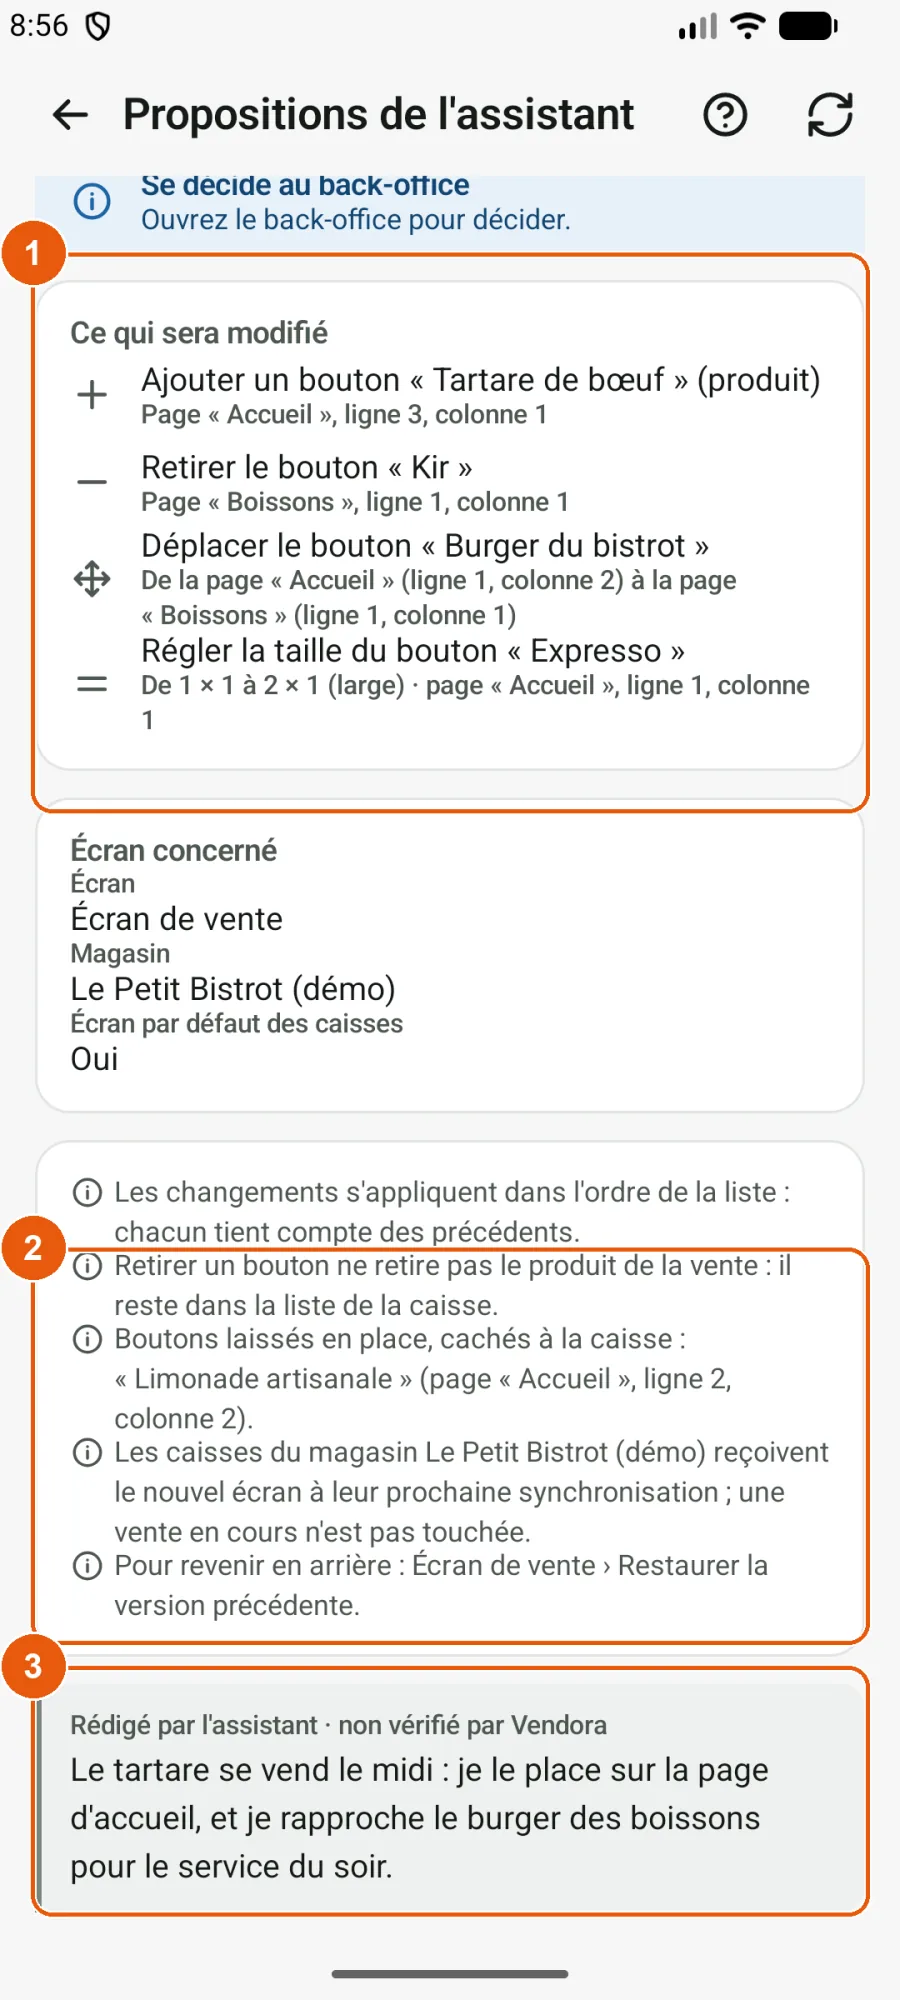 8:56
Propositions de l'assistant
Se décide au back-office
Ouvrez le back-office pour décider.
1
Ce qui sera modifié
Ajouter un bouton « Tartare de bœuf » (produit)
Page « Accueil », ligne 3, colonne 1
Retirer le bouton « Kir »
Page « Boissons », ligne 1, colonne 1
Déplacer le bouton « Burger du bistrot »
De la page « Accueil » (ligne 1, colonne 2) à la page
« Boissons » (ligne 1, colonne 1)
Régler la taille du bouton « Expresso »
De 1 × 1 à 2 × 1 (large) · page « Accueil », ligne 1, colonne
1
Écran concerné
Écran
Écran de vente
Magasin
Le Petit Bistrot (démo)
Écran par défaut des caisses
Oui
Les changements s'appliquent dans l'ordre de la liste :
chacun tient compte des précédents.
2
Retirer un bouton ne retire pas le produit de la vente : il
reste dans la liste de la caisse.
Boutons laissés en place, cachés à la caisse :
« Limonade artisanale » (page « Accueil », ligne 2,
colonne 2).
Les caisses du magasin Le Petit Bistrot (démo) reçoivent
le nouvel écran à leur prochaine synchronisation ; une
vente en cours n'est pas touchée.
Pour revenir en arrière : Écran de vente › Restaurer la
version précédente.
3
Rédigé par l'assistant · non vérifié par Vendora
Le tartare se vend le midi : je le place sur la page
d'accueil, et je rapproche le burger des boissons
pour le service du soir.